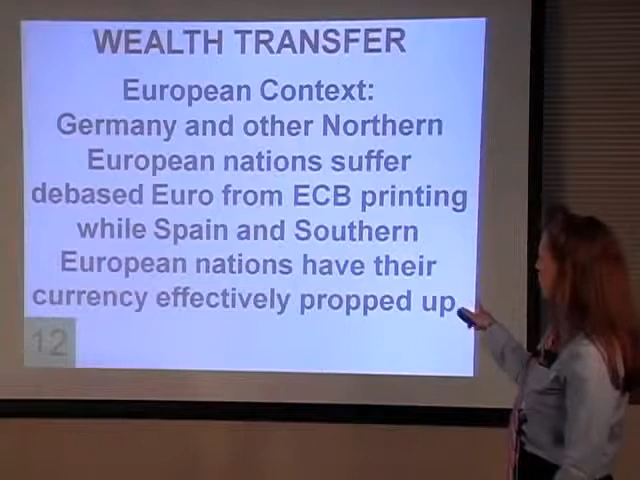 WEALTH TRANSFER
European Context:
Germany and other Northern
European nations suffer
debased Euro from ECB printing
while Spain and Southern
European nations have their
currency effectively propped up
12